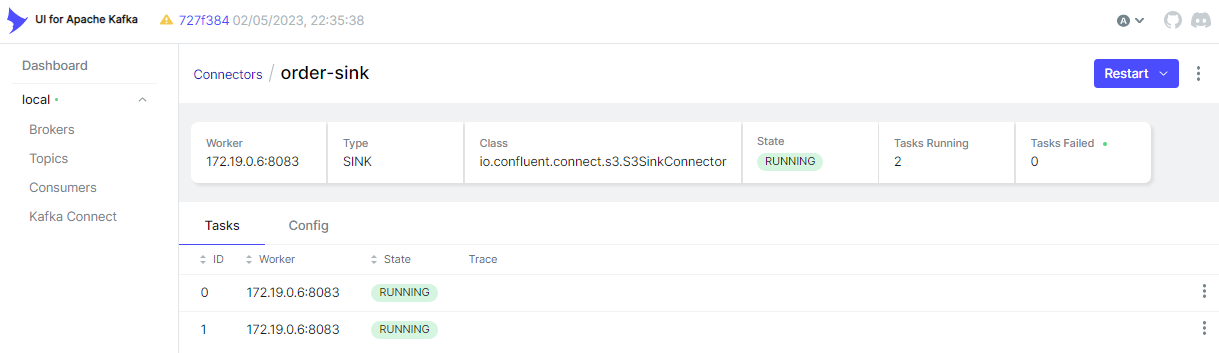 UI for Apache Kafka 727f384 02/05/2023, 22:35:38 A
Dashboard
local
Brokers
Topics
Consumers
Kafka Connect
Connectors / order-sink Restart
Worker Type Class State Tasks Running Tasks Failed
172.19.0.6:8083 SINK io.confluent.connect.s3.S3SinkConnector RUNNING 2 0
Tasks Config
ID Worker State Trace
0 172.19.0.6:8083 RUNNING
1 172.19.0.6:8083 RUNNING